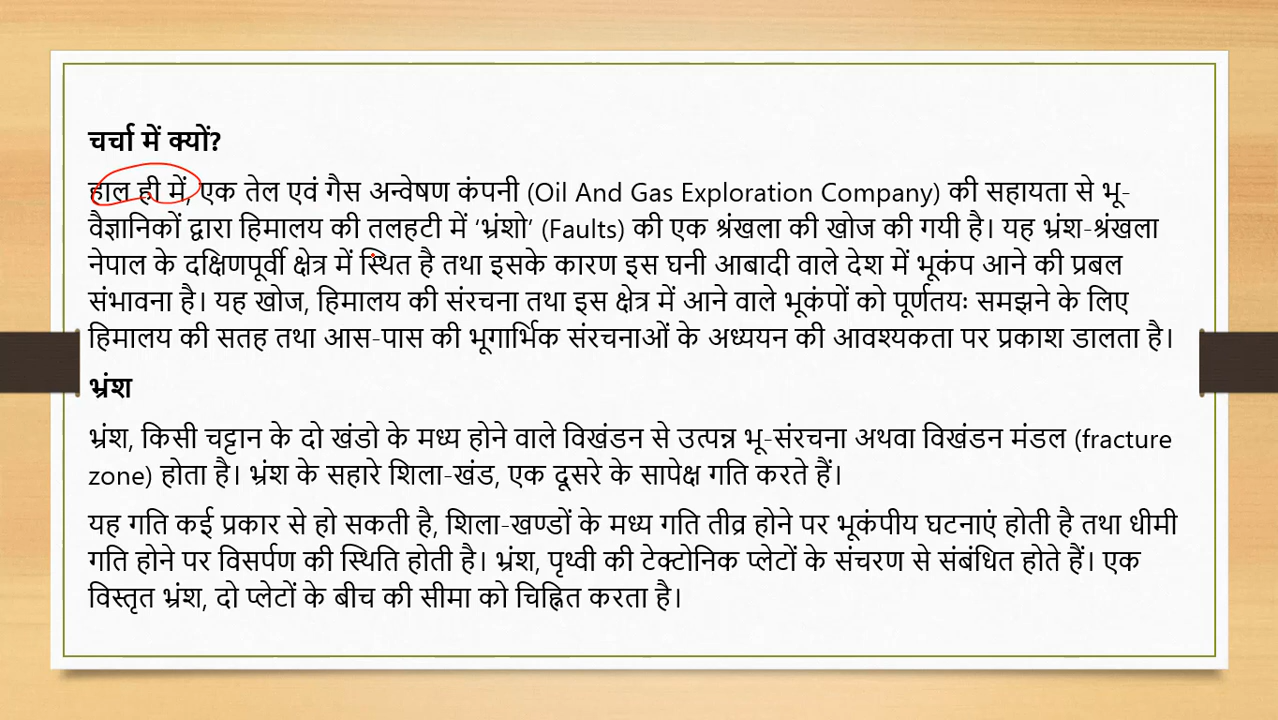 चर्चा में क्यों?
हाल ही में, एक तेल एवं गैस अन्वेषण कंपनी (Oil And Gas Exploration Company) की सहायता से भू-
वैज्ञानिकों द्वारा हिमालय की तलहटी में ‘भ्रंशो’ (Faults) की एक श्रंखला की खोज की गयी है। यह भ्रंश-श्रंखला
नेपाल के दक्षिणपूर्वी क्षेत्र में स्थित है तथा इसके कारण इस घनी आबादी वाले देश में भूकंप आने की प्रबल
संभावना है। यह खोज, हिमालय की संरचना तथा इस क्षेत्र में आने वाले भूकंपों को पूर्णतयः समझने के लिए
हिमालय की सतह तथा आस-पास की भूगार्भिक संरचनाओं के अध्ययन की आवश्यकता पर प्रकाश डालता है।
भ्रंश
भ्रंश, किसी चट्टान के दो खंडो के मध्य होने वाले विखंडन से उत्पन्न भू-संरचना अथवा विखंडन मंडल (fracture
zone) होता है। भ्रंश के सहारे शिला-खंड, एक दूसरे के सापेक्ष गति करते हैं।
यह गति कई प्रकार से हो सकती है, शिला-खण्डों के मध्य गति तीव्र होने पर भूकंपीय घटनाएं होती है तथा धीमी
गति होने पर विसर्पण की स्थिति होती है। भ्रंश, पृथ्वी की टेक्टोनिक प्लेटों के संचरण से संबंधित होते हैं। एक
विस्तृत भ्रंश, दो प्लेटों के बीच की सीमा को चिह्नित करता है।